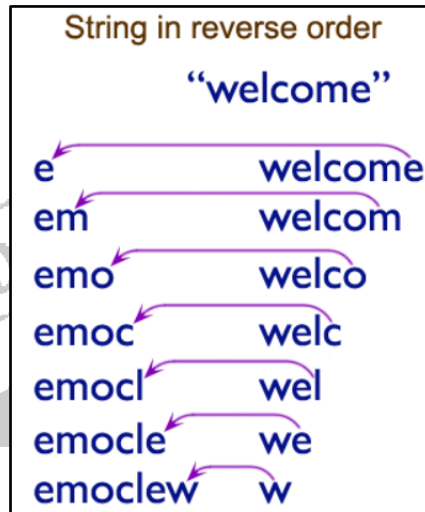 String in reverse order
“welcome”
e welcome
em welcom
emo welco
emoc welc
emocl wel
emocle we
emoclew w